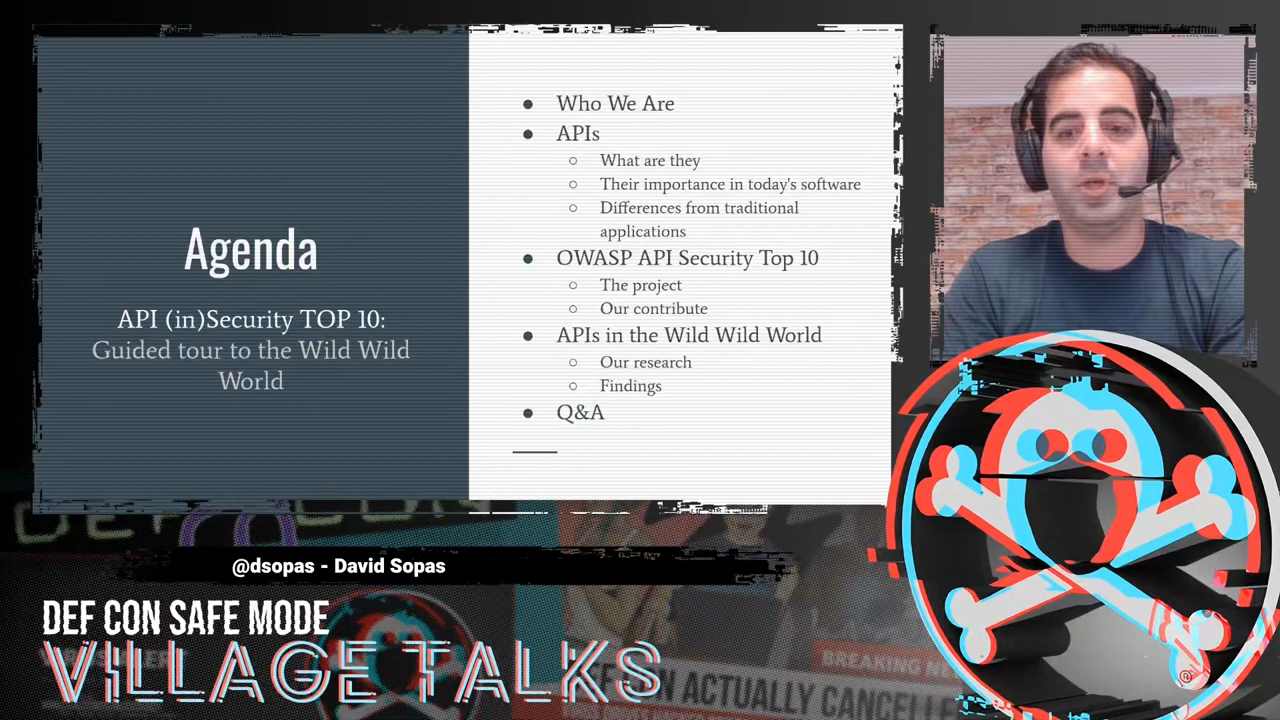 Agenda
API (in)Security TOP 10:
Guided tour to the Wild Wild
World
Who We Are
APIs
What are they
Their importance in today's software
Differences from traditional
applications
OWASP API Security Top 10
The project
Our contribute
APIs in the Wild Wild World
Our research
Findings
Q&A
@dsopas - David Sopas
DEF CON SAFE MODE
VILLAGE TALKS
DEF CON
BREAKING
ACTUALLY
®